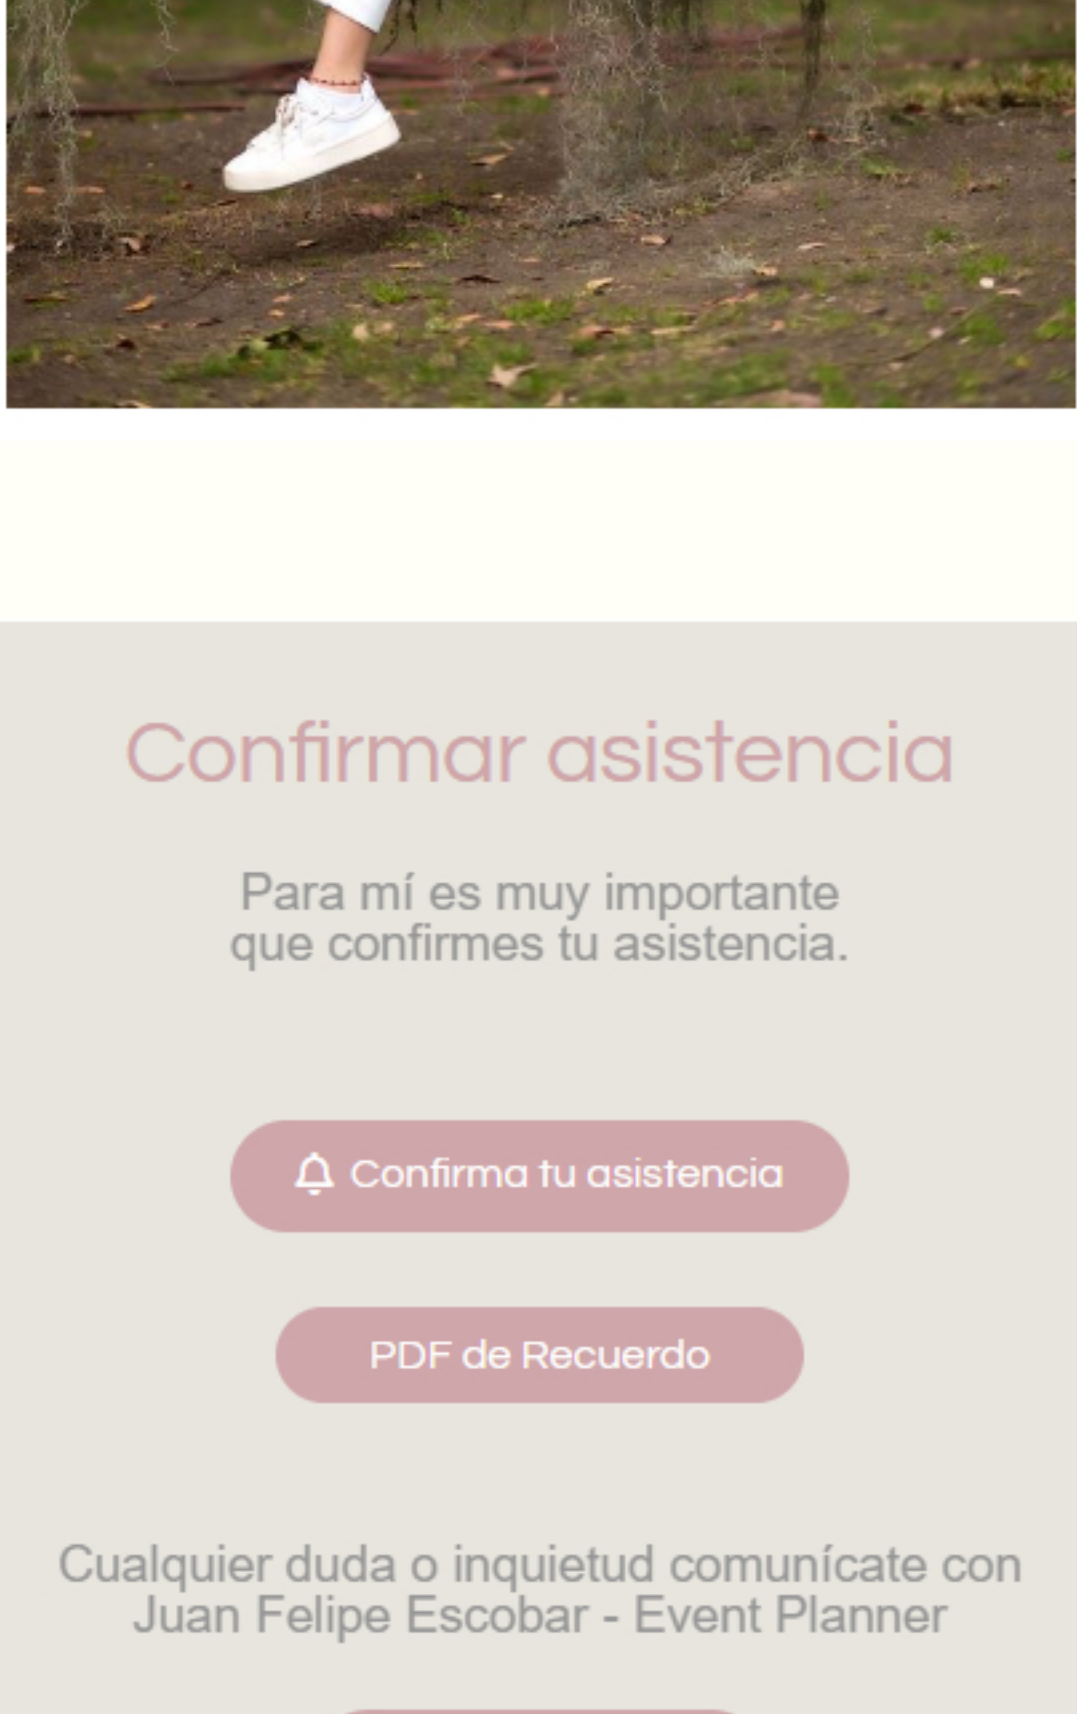 Confirmar asistencia
Para mí es muy importante
que confirmes tu asistencia.
Confirma tu asistencia
PDF de Recuerdo
Cualquier duda o inquietud comunícate con
Juan Felipe Escobar - Event Planner